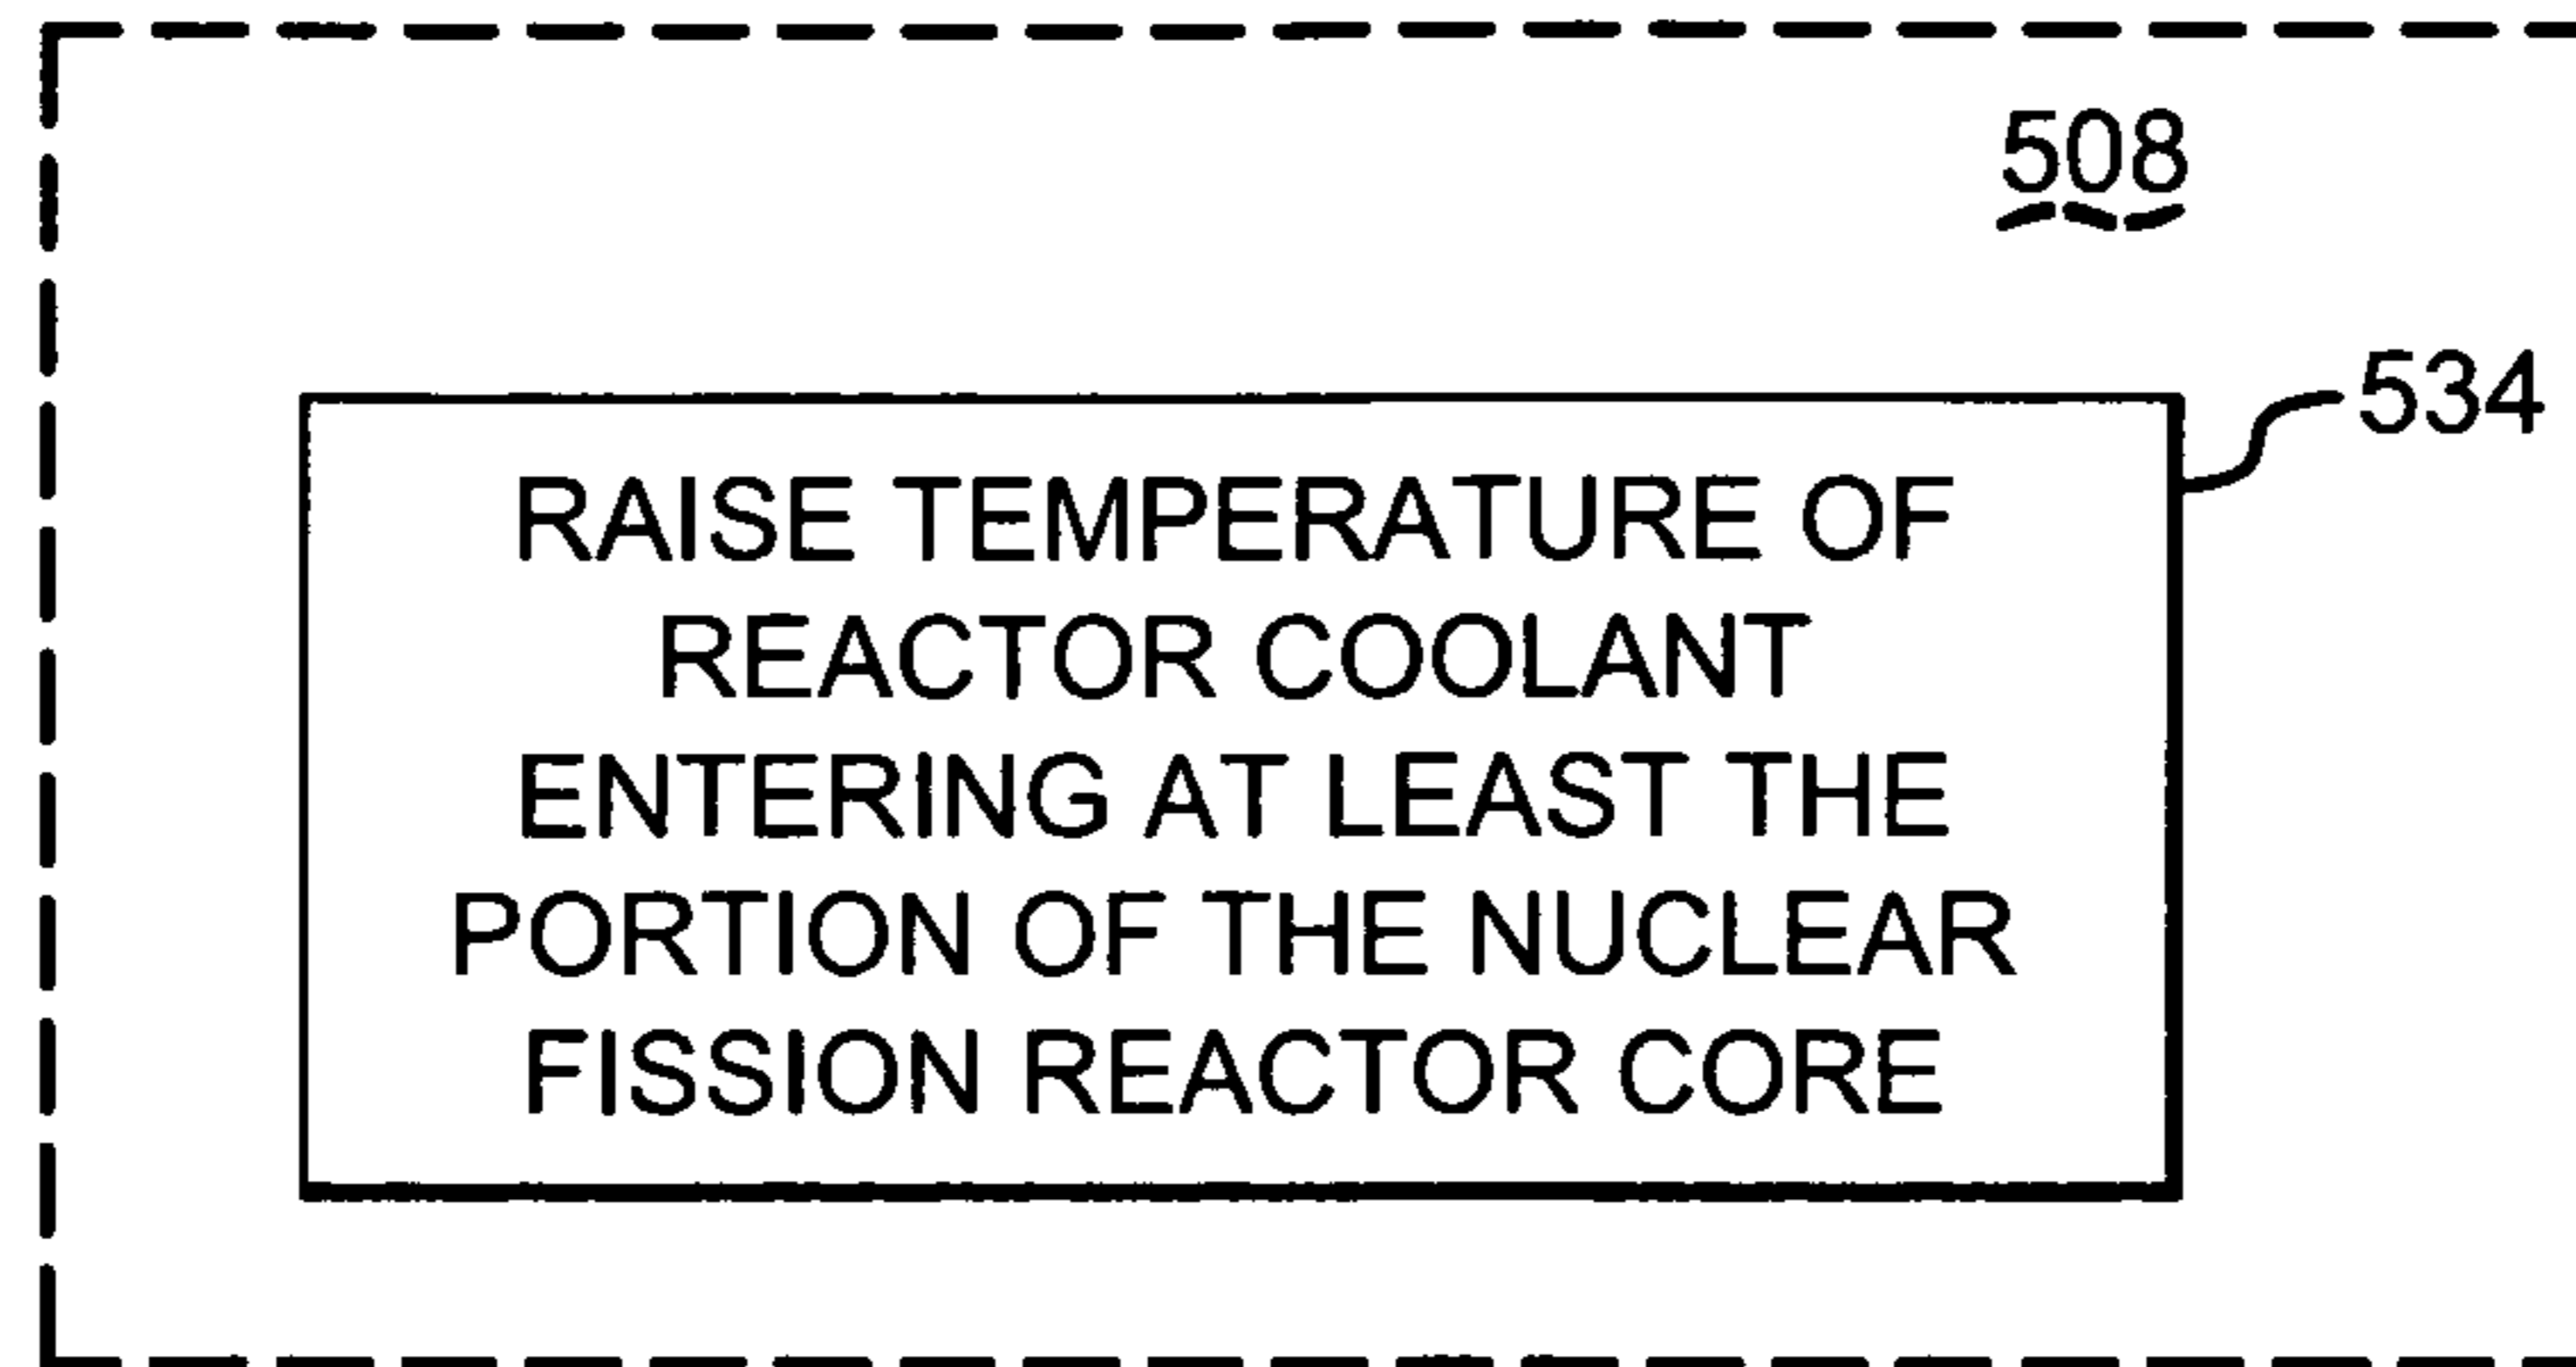 508
534
RAISE TEMPERATURE OF
REACTOR COOLANT
ENTERING AT LEAST THE
PORTION OF THE NUCLEAR
FISSION REACTOR CORE